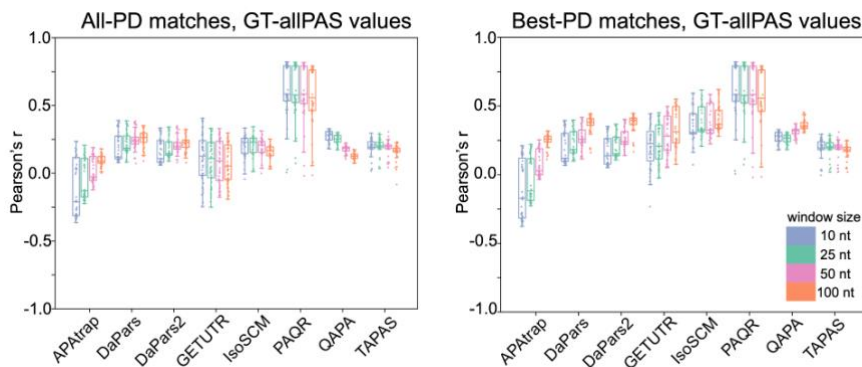 All-PD matches, GT-allPAS values
Pearson's r
1.0
0.5
0.0
-0.5
-1.0
APAtrap
DaPars
DaPars2
GETUTR
IsoSCM
PAQR
QAPA
TAPAS
Best-PD matches, GT-allPAS values
Pearson's r
1.0
0.5
0.0
-0.5
-1.0
window size
10 nt
25 nt
50 nt
100 nt
APAtrap
DaPars
DaPars2
GETUTR
IsoSCM
PAQR
QAPA
TAPAS